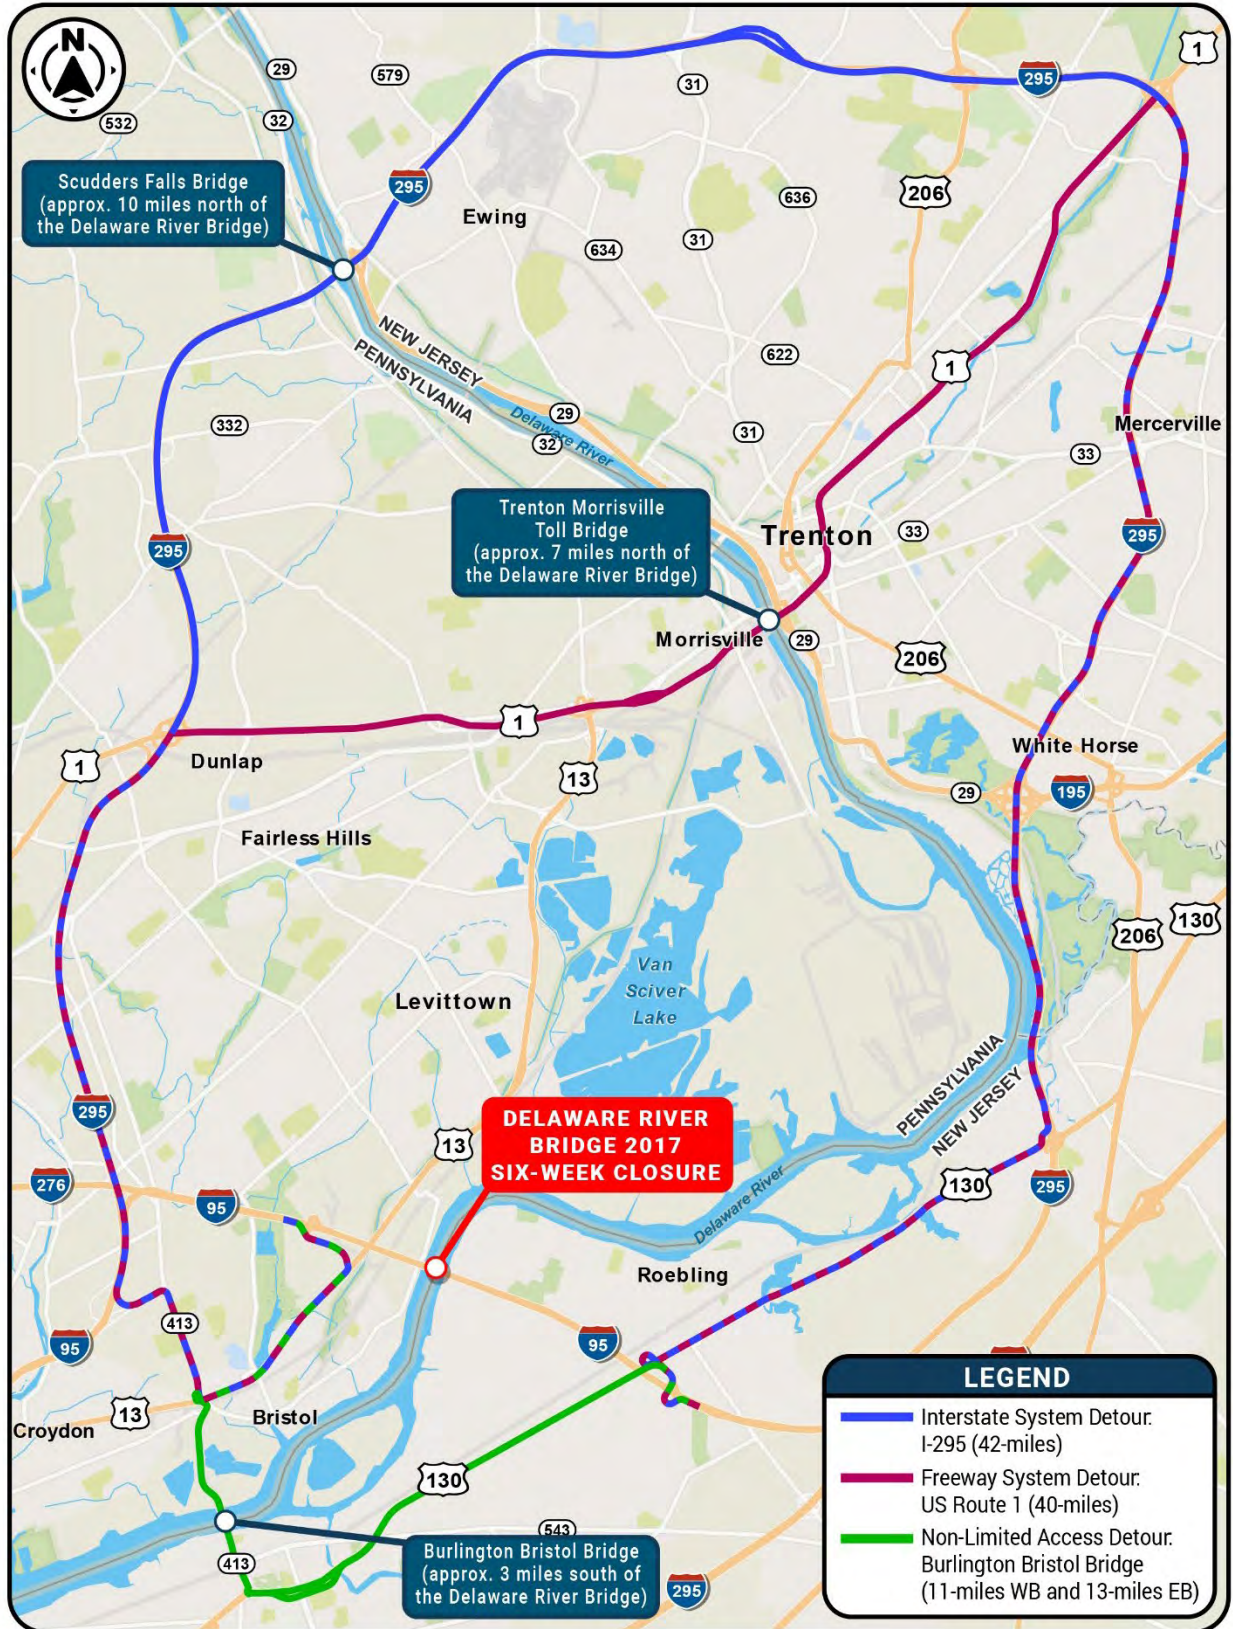 N
29
579
31
295
1
532
32
Scudders Falls Bridge
(approx. 10 miles north of
the Delaware River Bridge)
295
Ewing
636
206
31
634
NEW JERSEY
PENNSYLVANIA
622
1
332
29
32
Delaware River
31
Mercerville
33
Trenton Morrisville
Toll Bridge
(approx. 7 miles north of
the Delaware River Bridge)
Trenton
33
295
295
Morrisville
29
206
1
White Horse
1
Dunlap
13
29
195
Fairless Hills
206
130
Van
Sciver
Lake
Levittown
PENNSYLVANIA
NEW JERSEY
295
DELAWARE RIVER
BRIDGE 2017
SIX-WEEK CLOSURE
13
276
95
130
295
Delaware River
Roebling
413
95
95
LEGEND
Interstate System Detour:
I-295 (42-miles)
Freeway System Detour:
US Route 1 (40-miles)
Non-Limited Access Detour:
Burlington Bristol Bridge
(11-miles WB and 13-miles EB)
13
Croydon
Bristol
130
543
413
Burlington Bristol Bridge
(approx. 3 miles south of
the Delaware River Bridge)
295